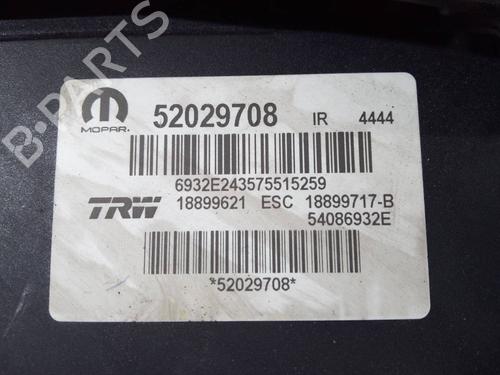 B-PARTS
52029708 IR 4444
MOPAR.
6932E243575515259
TRW 18899621 ESC 18899717-B
54086932E
*52029708*